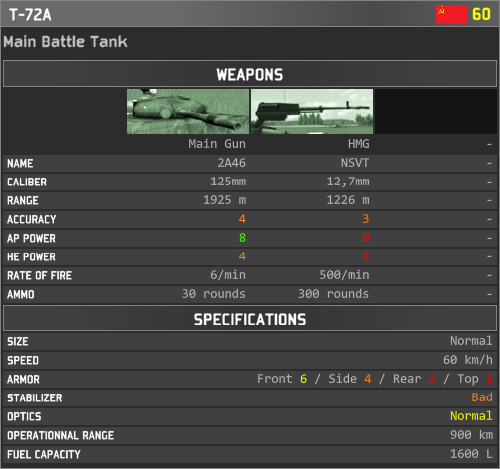 T-72A 60
Main Battle Tank
WEAPONS
Main Gun HMG -
NAME 2A46 NSVT -
CALIBER 125mm 12,7mm -
RANGE 1925 m 1226 m -
ACCURACY 4 3 -
AP POWER 8 0 -
HE POWER 4 1 -
RATE OF FIRE 6/min 500/min -
AMMO 30 rounds 300 rounds -
SPECIFICATIONS
SIZE Normal
SPEED 60 km/h
ARMOR Front 6 / Side 4 / Rear 2 / Top 2
STABILIZER Bad
OPTICS Normal
OPERATIONNAL RANGE 900 km
FUEL CAPACITY 1600 L